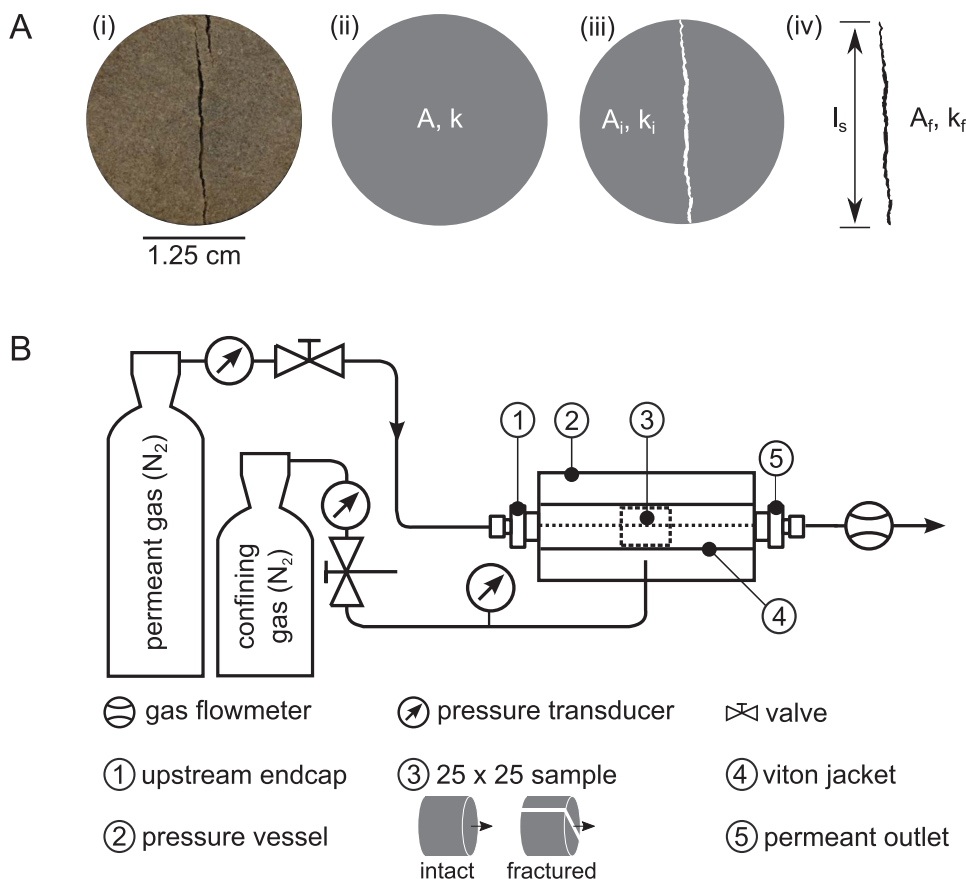 A
(i)
(ii)
(iii)
(iv)
A, k
Aᵢ, kᵢ
lₛ
A_f, k_f
1.25 cm
B
permeant gas (N₂)
confining
gas (N₂)
1
2
3
5
4
gas flowmeter
pressure transducer
valve
1 upstream endcap
3 25 x 25 sample
4 viton jacket
2 pressure vessel
5 permeant outlet
intact
fractured